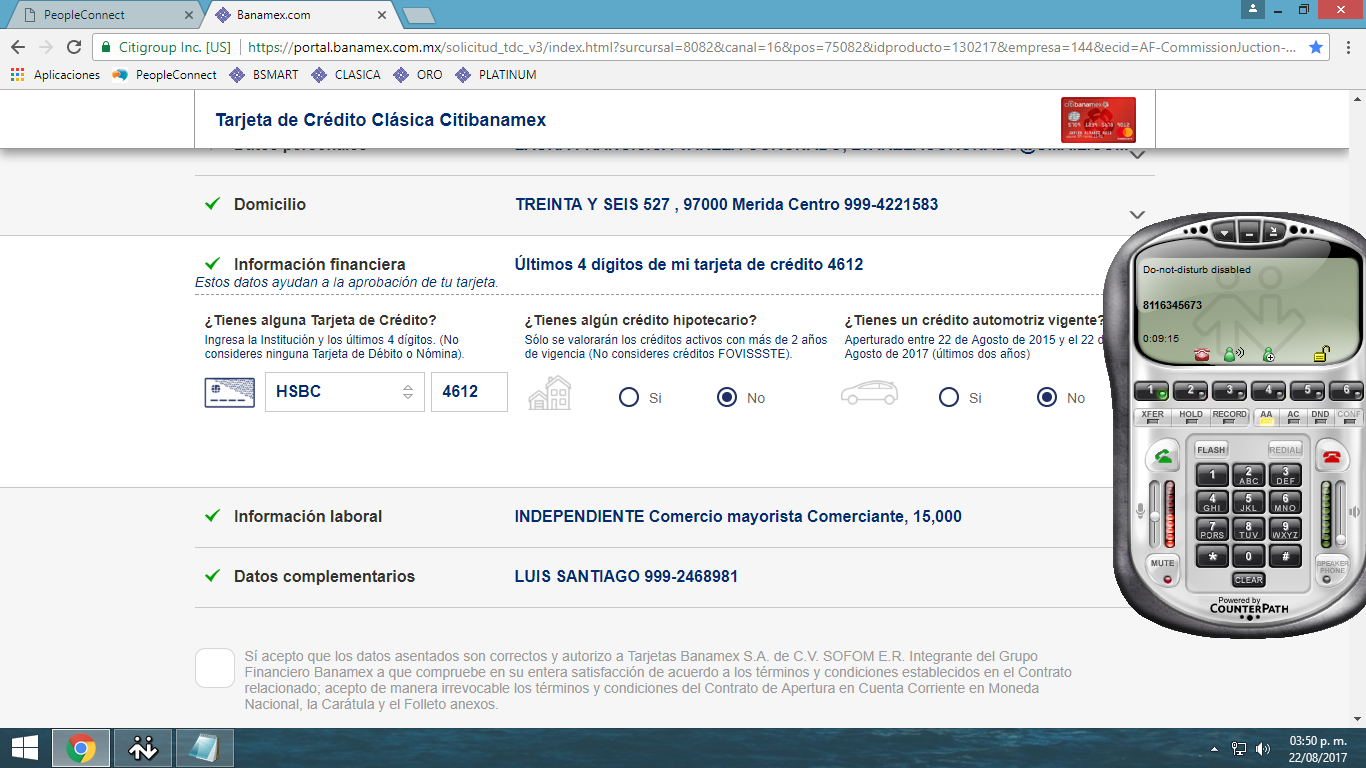 PeopleConnect
Banamex.com
Citigroup Inc. [US]
https://portal.banamex.com.mx/solicitud_tdc_v3/index.html?surcursal=8082&canal=16&pos=75082&idproducto=130217&empresa=144&ecid=AF-CommissionJuction-...
Aplicaciones PeopleConnect BSMART CLASICA ORO PLATINUM
Tarjeta de Crédito Clásica Citibanamex
citibanamex
Domicilio
TREINTA Y SEIS 527 , 97000 Merida Centro 999-4221583
Información financiera
Últimos 4 dígitos de mi tarjeta de crédito 4612
Estos datos ayudan a la aprobación de tu tarjeta.
¿Tienes alguna Tarjeta de Crédito?
Ingresa la Institución y los últimos 4 dígitos. (No
consideres ninguna Tarjeta de Débito o Nómina).
HSBC
4612
¿Tienes algún crédito hipotecario?
Sólo se valorarán los créditos activos con más de 2 años
de vigencia (No consideres créditos FOVISSSTE).
Si No
¿Tienes un crédito automotriz vigente?
Aperturado entre 22 de Agosto de 2015 y el 22 d
Agosto de 2017 (últimos dos años)
Si No
Información laboral
INDEPENDIENTE Comercio mayorista Comerciante, 15,000
Datos complementarios
LUIS SANTIAGO 999-2468981
Sí acepto que los datos asentados son correctos y autorizo a Tarjetas Banamex S.A. de C.V. SOFOM E.R. Integrante del Grupo
Financiero Banamex a que compruebe en su entera satisfacción de acuerdo a los términos y condiciones establecidos en el Contrato
relacionado; acepto de manera irrevocable los términos y condiciones del Contrato de Apertura en Cuenta Corriente en Moneda
Nacional, la Carátula y el Folleto anexos.
Do-not-disturb disabled
8116345673
0:09:15
1 2 3 4 5 6
XFER HOLD RECORD AA AC DND CONF
FLASH REDIAL
1 2 ABC 3 DEF
4 GHI 5 JKL 6 MNO
7 PQRS 8 TUV 9 WXYZ
* 0 #
MUTE
CLEAR
SPEAKER
PHONE
Powered by
COUNTERPATH
03:50 p. m.
22/08/2017